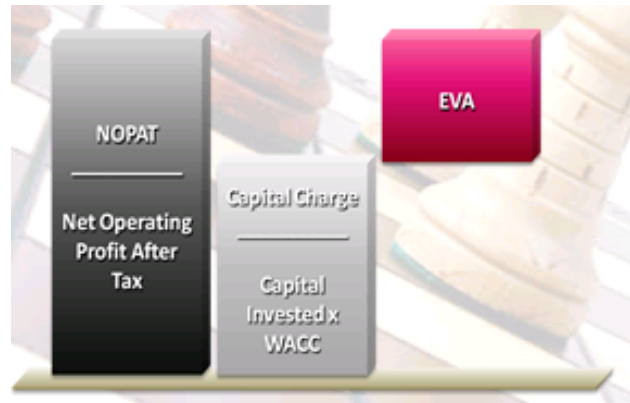 NOPAT
Net Operating
Profit After
Tax
Capital Charge
Capital
Invested x
WACC
EVA